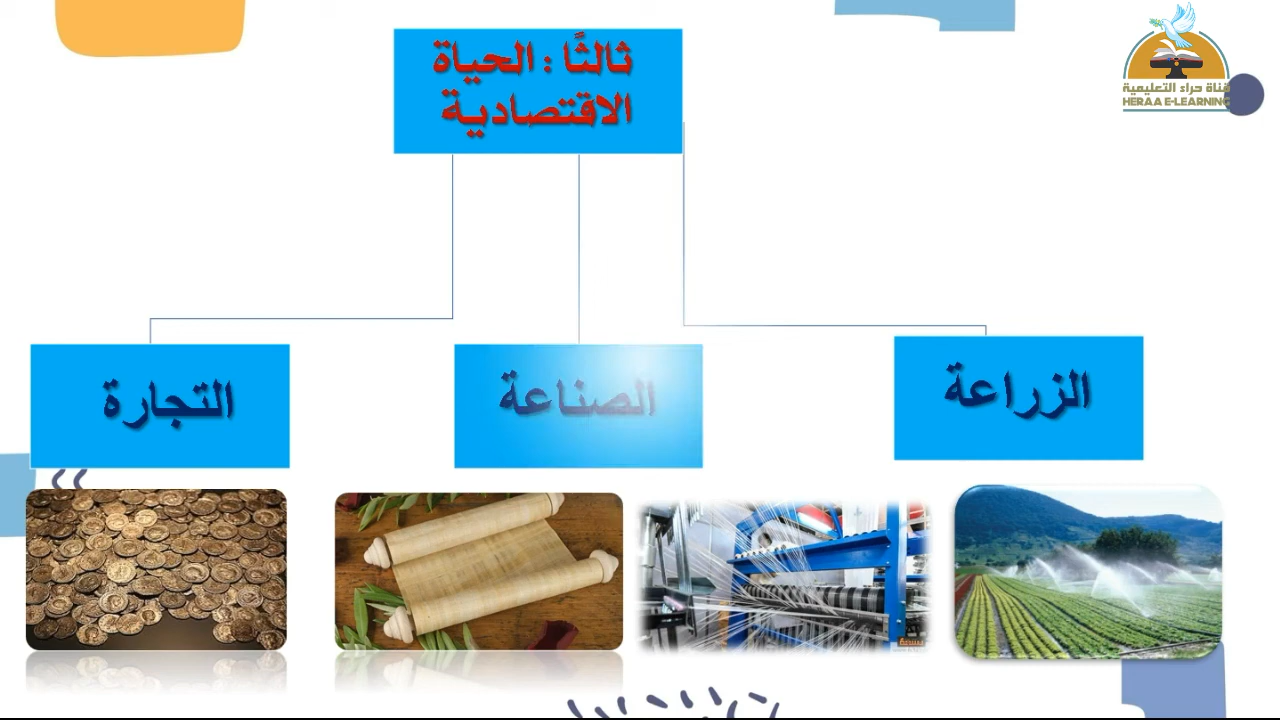 ثالثًا : الحياة
الاقتصادية
قناة حراء التعليمية
HERAA E-LEARNING
الزراعة
الصناعة
التجارة